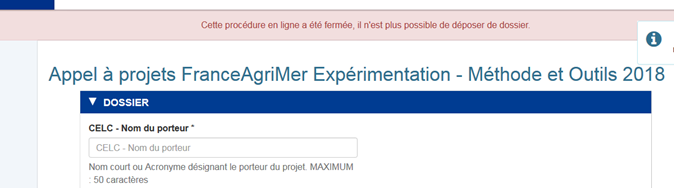 Cette procédure en ligne a été fermée, il n'est plus possible de déposer de dossier.
Appel à projets FranceAgriMer Expérimentation - Méthode et Outils 2018
DOSSIER
CELC - Nom du porteur *
CELC - Nom du porteur
Nom court ou Acronyme désignant le porteur du projet. MAXIMUM
: 50 caractères